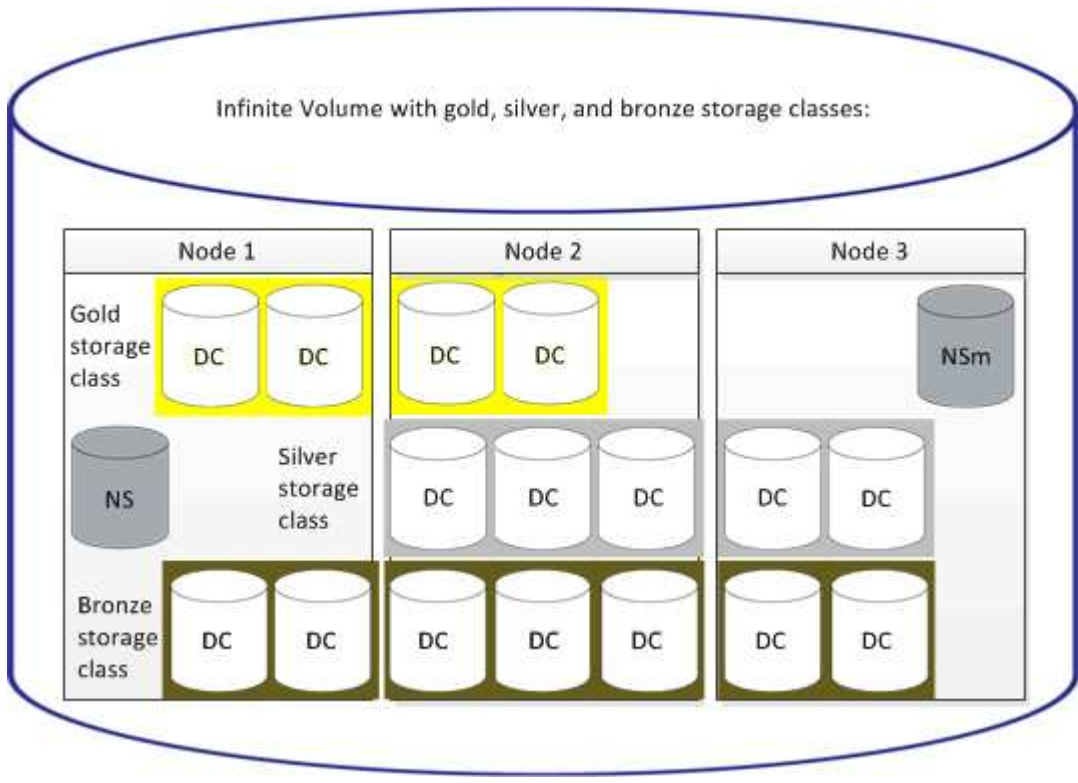 Infinite Volume with gold, silver, and bronze storage classes:
Node 1
Node 2
Node 3
Gold
storage
class
DC
DC
DC
DC
NSm
NS
Silver
storage
class
DC
DC
DC
DC
DC
Bronze
storage
class
DC
DC
DC
DC
DC
DC
DC